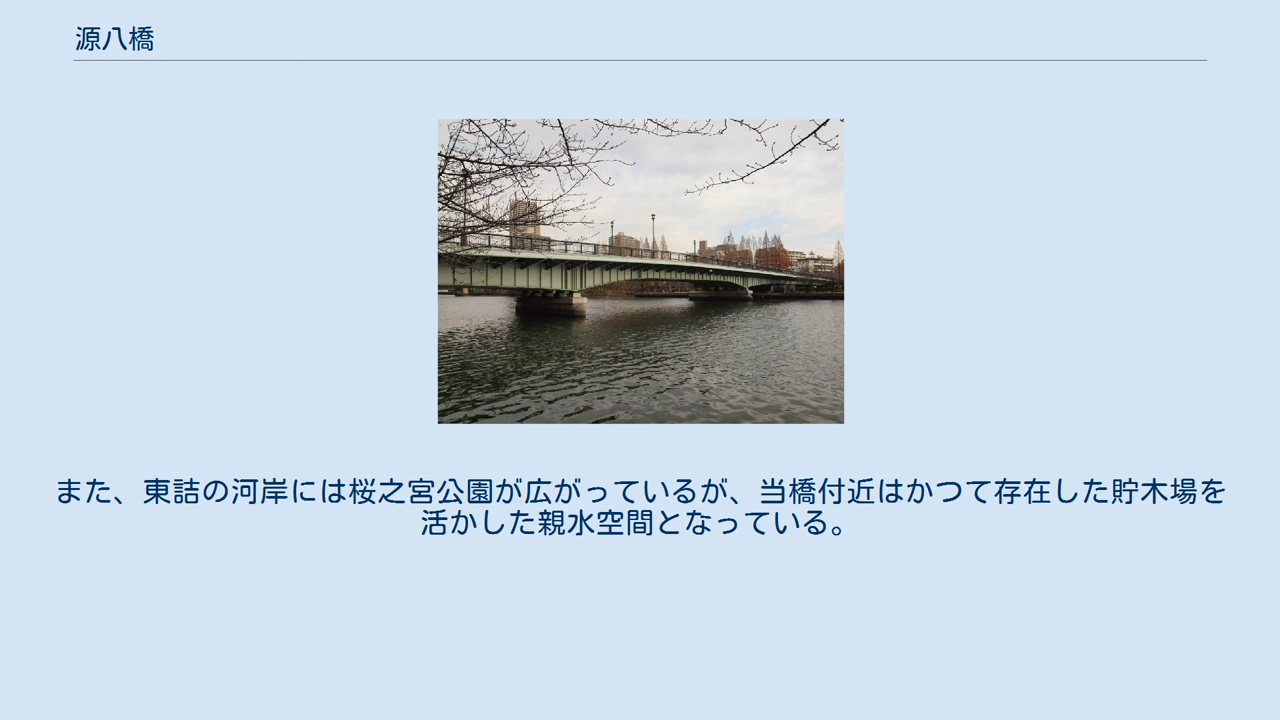 源八橋
また、東詰の河岸には桜之宮公園が広がっているが、当橋付近はかつて存在した貯木場を
活かした親水空間となっている。